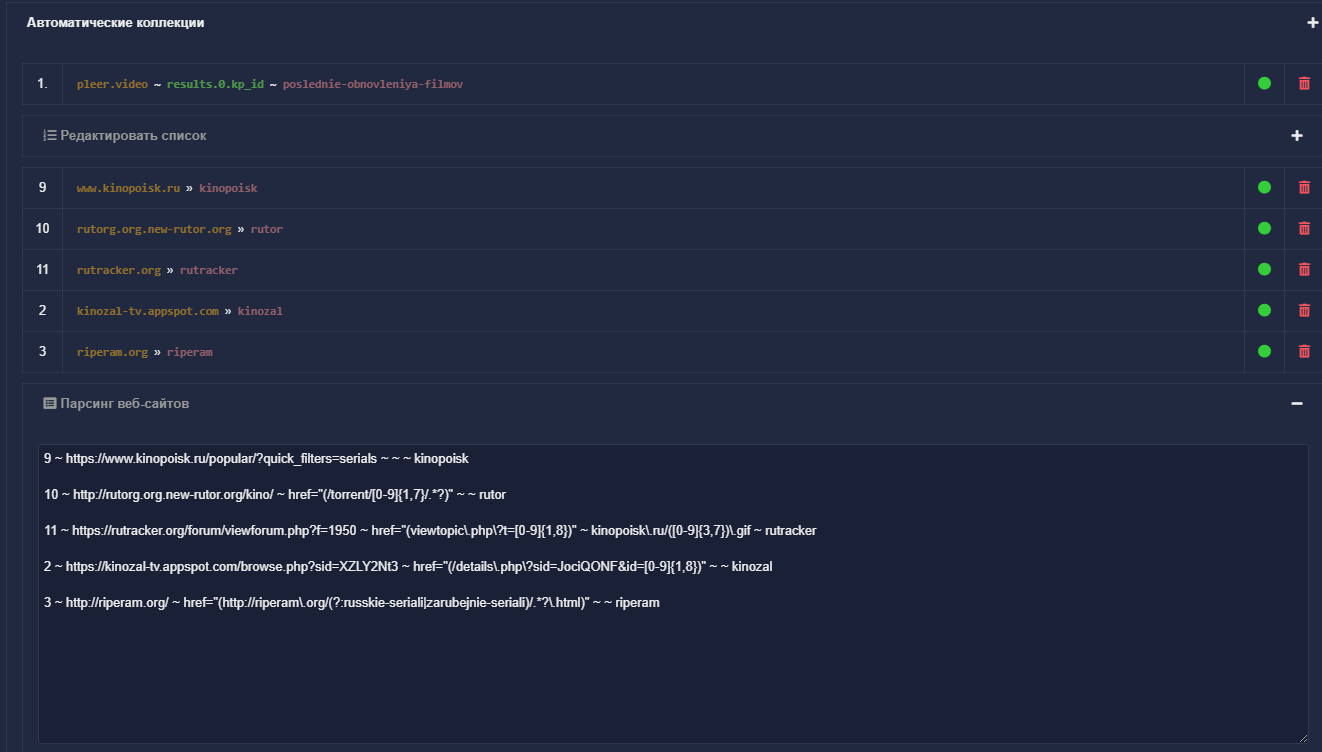 Автоматические коллекции
1. pleer.video ~ results.0.kp_id ~ poslednie-obnovleniya-filmov
Редактировать список
9 www.kinopoisk.ru » kinopoisk
10 rutorg.org.new-rutor.org » rutor
11 rutracker.org » rutracker
2 kinozal-tv.appspot.com » kinozal
3 riperam.org » riperam
Парсинг веб-сайтов
9 ~ https://www.kinopoisk.ru/popular/?quick_filters=serials ~ ~ ~ kinopoisk
10 ~ http://rutorg.org.new-rutor.org/kino/ ~ href="(/torrent/[0-9]{1,7}/.*?)" ~ ~ rutor
11 ~ https://rutracker.org/forum/viewforum.php?f=1950 ~ href="(viewtopic\.php\?t=[0-9]{1,8})" ~ kinopoisk\.ru/([0-9]{3,7})\.gif ~ rutracker
2 ~ https://kinozal-tv.appspot.com/browse.php?sid=XZLY2Nt3 ~ href="(/details\.php\?sid=JociQONF&id=[0-9]{1,8})" ~ ~ kinozal
3 ~ http://riperam.org/ ~ href="(http://riperam\.org/(?:russkie-seriali|zarubejnie-seriali)/.*?\.html)" ~ ~ riperam